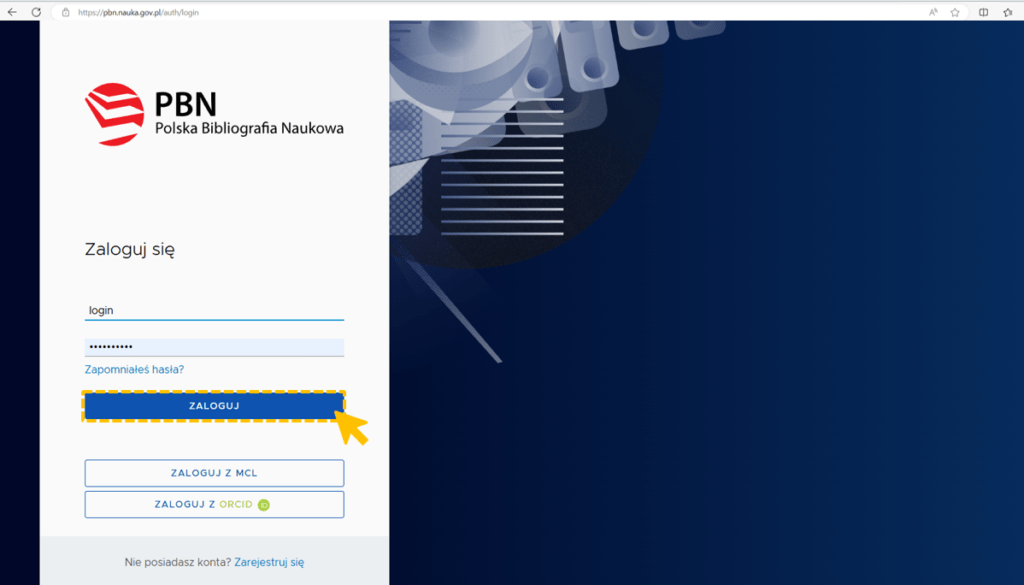 https://pbn.nauka.gov.pl/auth/login
PBN
Polska Bibliografia Naukowa
Zaloguj się
login
••••••••••
Zapomniałeś hasła?
ZALOGUJ
ZALOGUJ Z MCL
ZALOGUJ Z ORCID iD
Nie posiadasz konta? Zarejestruj się